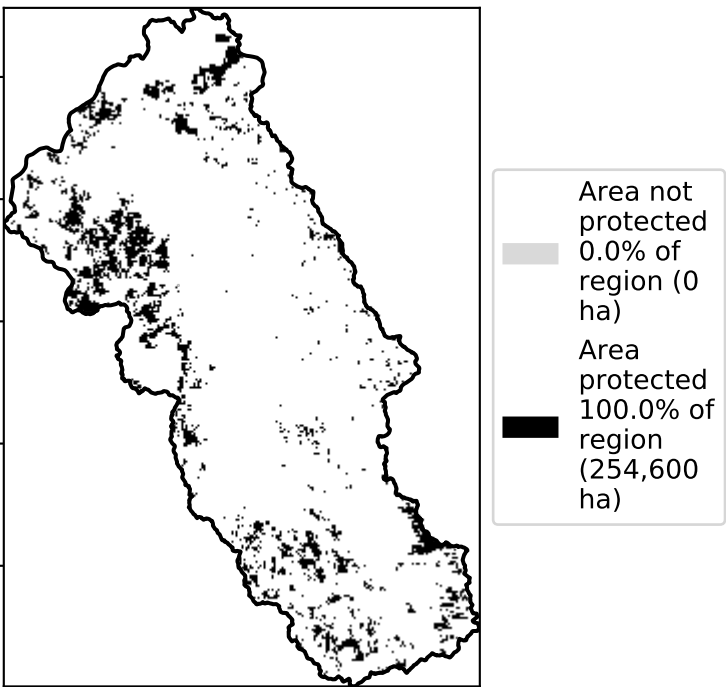 Area not
protected
0.0% of
region (0
ha)
Area
protected
100.0% of
region
(254,600
ha)